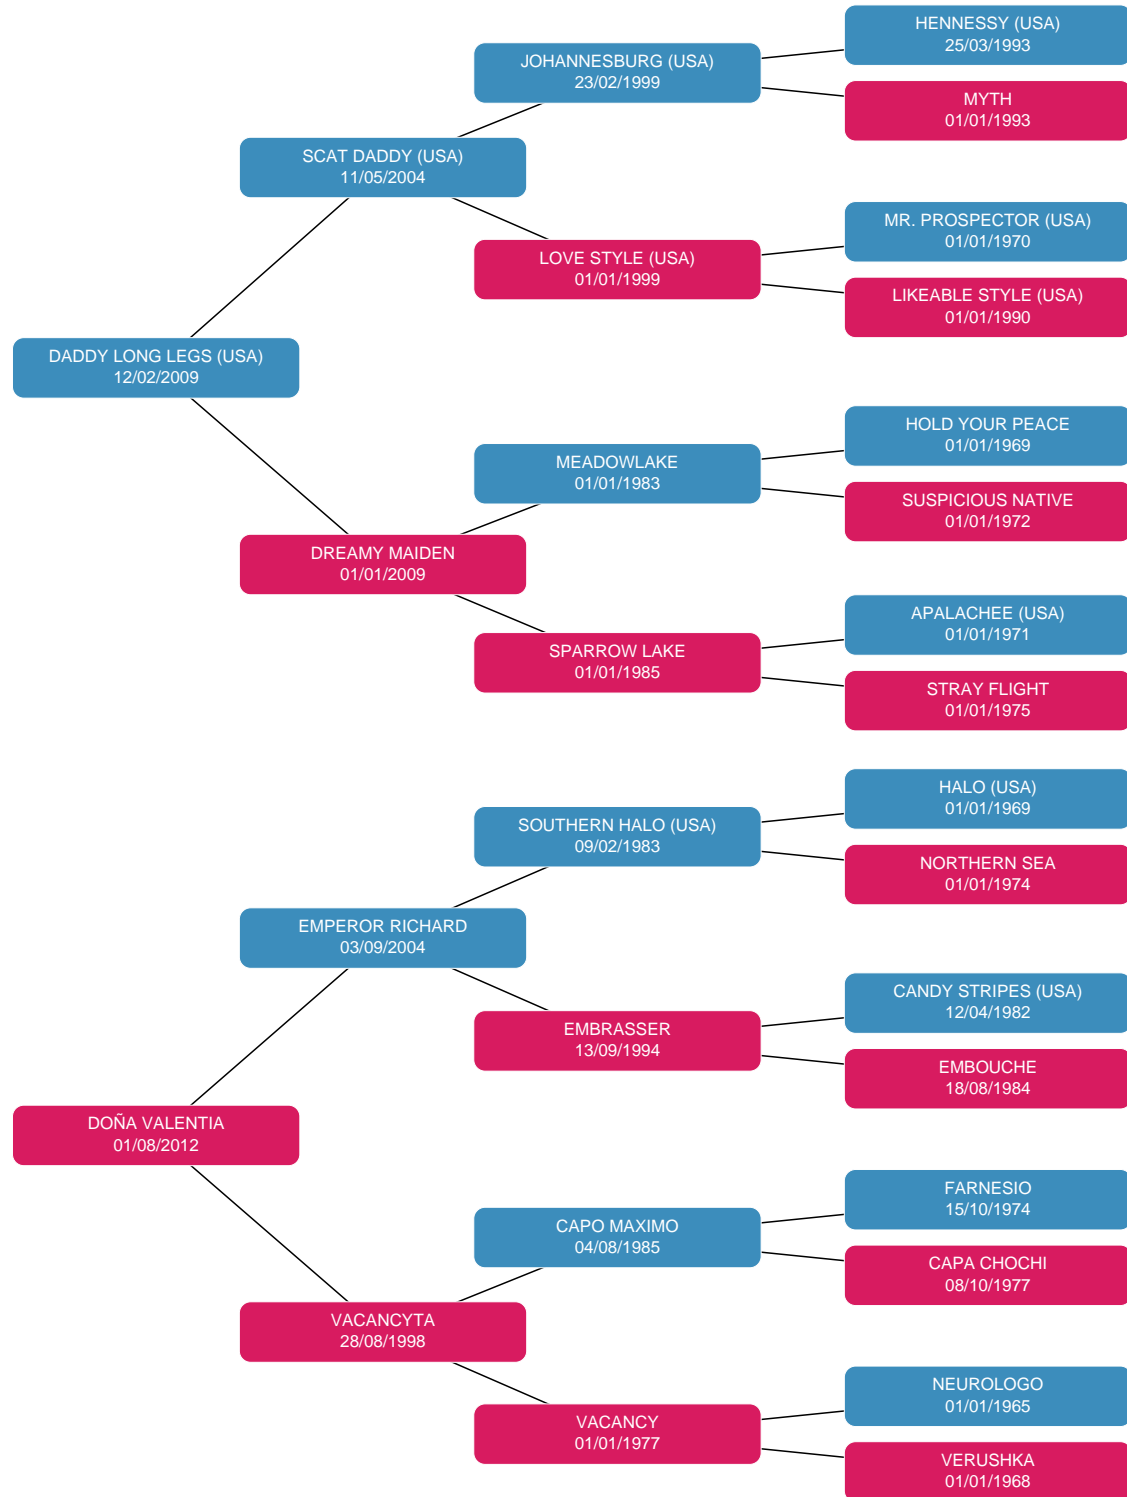 HENNESSY (USA)
25/03/1993
JOHANNESBURG (USA)
23/02/1999
MYTH
01/01/1993
SCAT DADDY (USA)
11/05/2004
MR. PROSPECTOR (USA)
01/01/1970
LOVE STYLE (USA)
01/01/1999
LIKEABLE STYLE (USA)
01/01/1990
DADDY LONG LEGS (USA)
12/02/2009
HOLD YOUR PEACE
01/01/1969
MEADOWLAKE
01/01/1983
SUSPICIOUS NATIVE
01/01/1972
DREAMY MAIDEN
01/01/2009
APALACHEE (USA)
01/01/1971
SPARROW LAKE
01/01/1985
STRAY FLIGHT
01/01/1975
HALO (USA)
01/01/1969
SOUTHERN HALO (USA)
09/02/1983
NORTHERN SEA
01/01/1974
EMPEROR RICHARD
03/09/2004
CANDY STRIPES (USA)
12/04/1982
EMBRASSER
13/09/1994
EMBOUCHE
18/08/1984
DOÑA VALENTIA
01/08/2012
FARNESIO
15/10/1974
CAPO MAXIMO
04/08/1985
CAPA CHOCHI
08/10/1977
VACANCYTA
28/08/1998
NEUROLOGO
01/01/1965
VACANCY
01/01/1977
VERUSHKA
01/01/1968